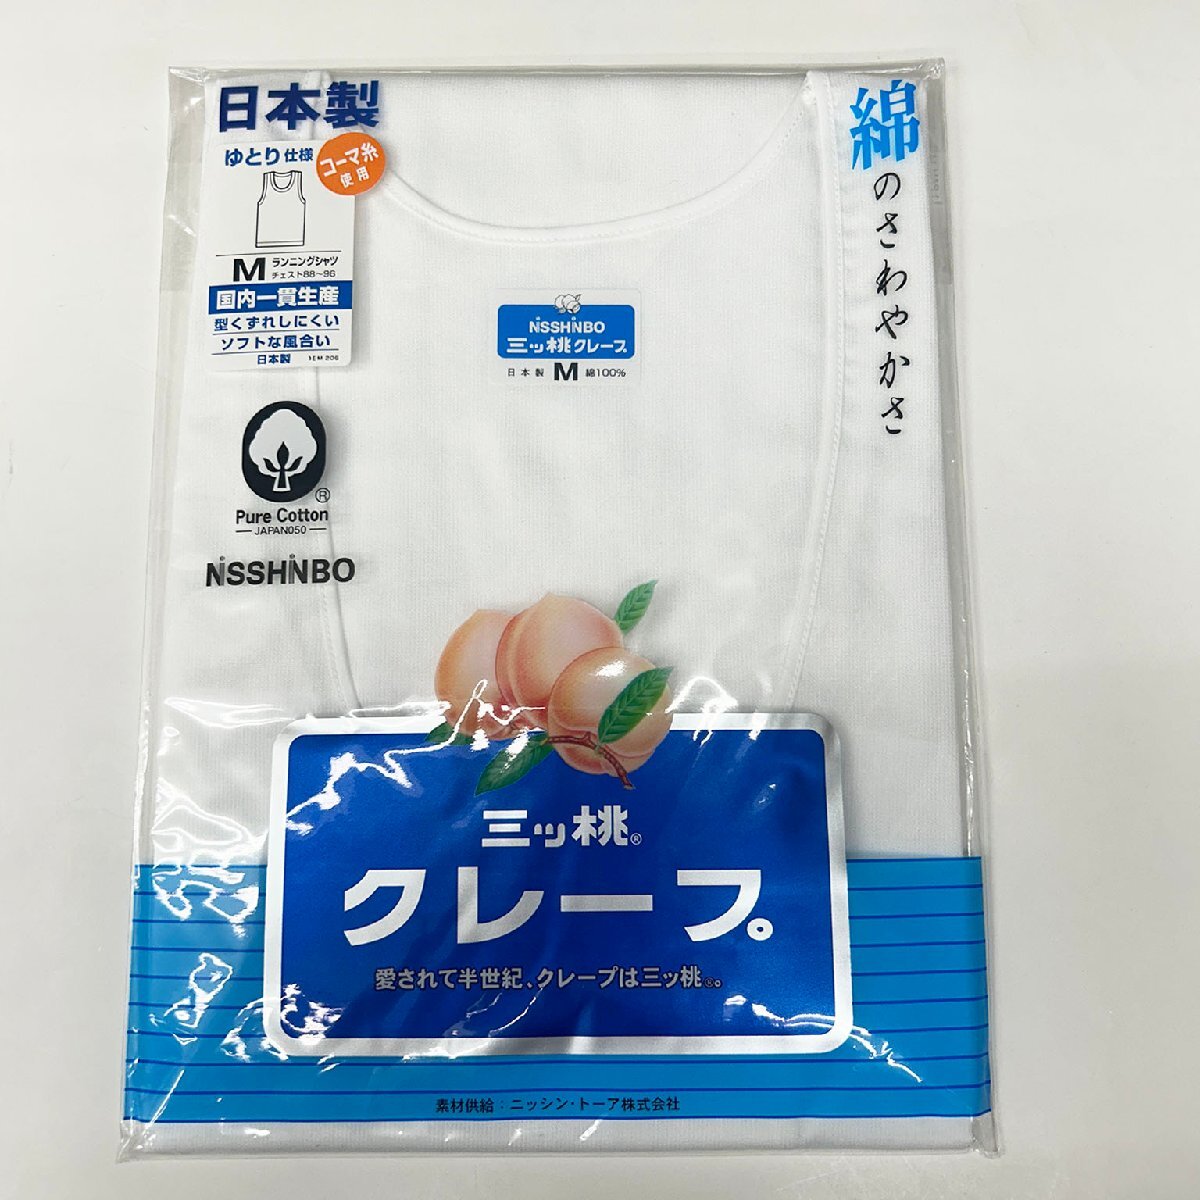 日本製
ゆとり仕様
コーマ糸
使用
M ランニングシャツ
チェスト88〜96
国内一貫生産
型くずれしにくい
ソフトな風合い
日本製
Pure Cotton
JAPAN050
NISSHINBO
綿のさわやかさ
NISSHINBO
三ッ桃クレープ
日本製 M 綿100%
三ッ桃®
クレープ。
愛されて半世紀、クレープは三ッ桃®。
素材供給：ニッシン・トーア株式会社